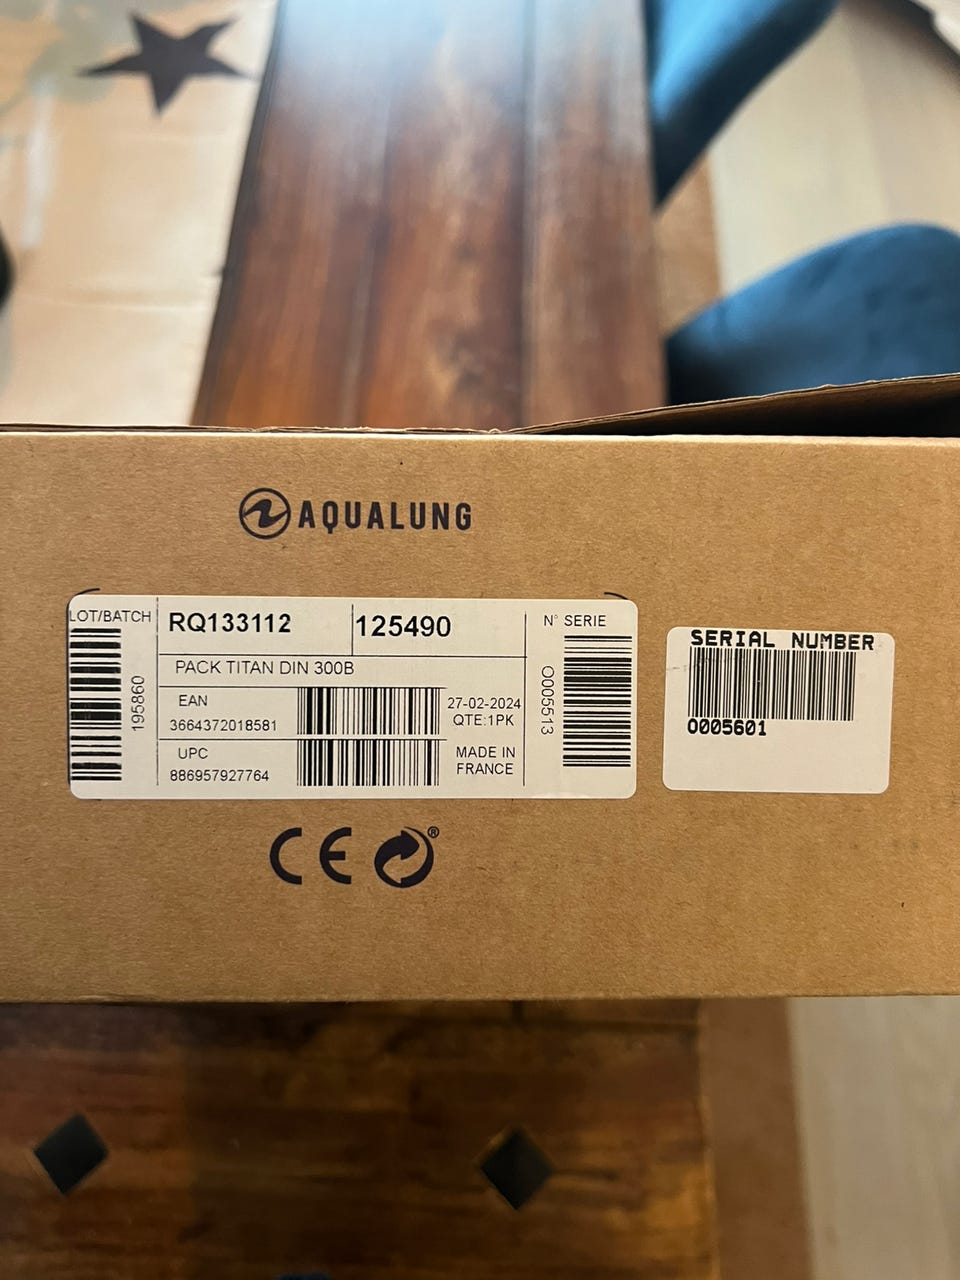 AQUALUNG
LOT/BATCH
195860
RQ133112
125490
PACK TITAN DIN 300B
EAN
3664372018581
27-02-2024
QTE:1PK
UPC
886957927764
MADE IN
FRANCE
N° SERIE
O005513
SERIAL NUMBER
O005601
CE
®